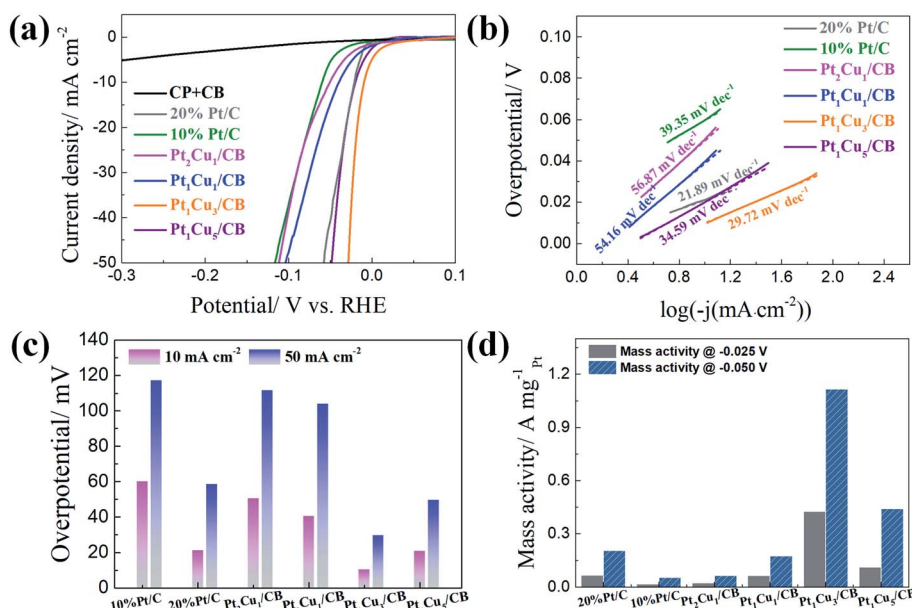 (a)
Current density/ mA cm⁻²
0
-10
-20
-30
-40
-50
CP+CB
20% Pt/C
10% Pt/C
Pt₂Cu₁/CB
Pt₁Cu₁/CB
Pt₁Cu₃/CB
Pt₁Cu₅/CB
-0.3 -0.2 -0.1 0.0 0.1
Potential/ V vs. RHE
(b)
Overpotential/ V
0.10
0.08
0.06
0.04
0.02
0.00
20% Pt/C
10% Pt/C
Pt₂Cu₁/CB
Pt₁Cu₁/CB
Pt₁Cu₃/CB
Pt₁Cu₅/CB
39.35 mV dec⁻¹
56.87 mV dec⁻¹
54.16 mV dec⁻¹
21.89 mV dec⁻¹
34.59 mV dec⁻¹
29.72 mV dec⁻¹
0.0 0.4 0.8 1.2 1.6 2.0 2.4
log(-j(mA·cm⁻²))
(c)
Overpotential/ mV
140
120
100
80
60
40
20
0
10 mA cm⁻² 50 mA cm⁻²
10%Pt/C 20%Pt/C
(d)
Mass activity/ A mg⁻¹Pt
1.2
0.9
0.6
0.3
0.0
Mass activity @ -0.025 V
Mass activity @ -0.050 V
20%Pt/C 10%Pt/C Pt₂Cu₁/CB Pt₁Cu₁/CB Pt₁Cu₃/CB Pt₁Cu₅/CB